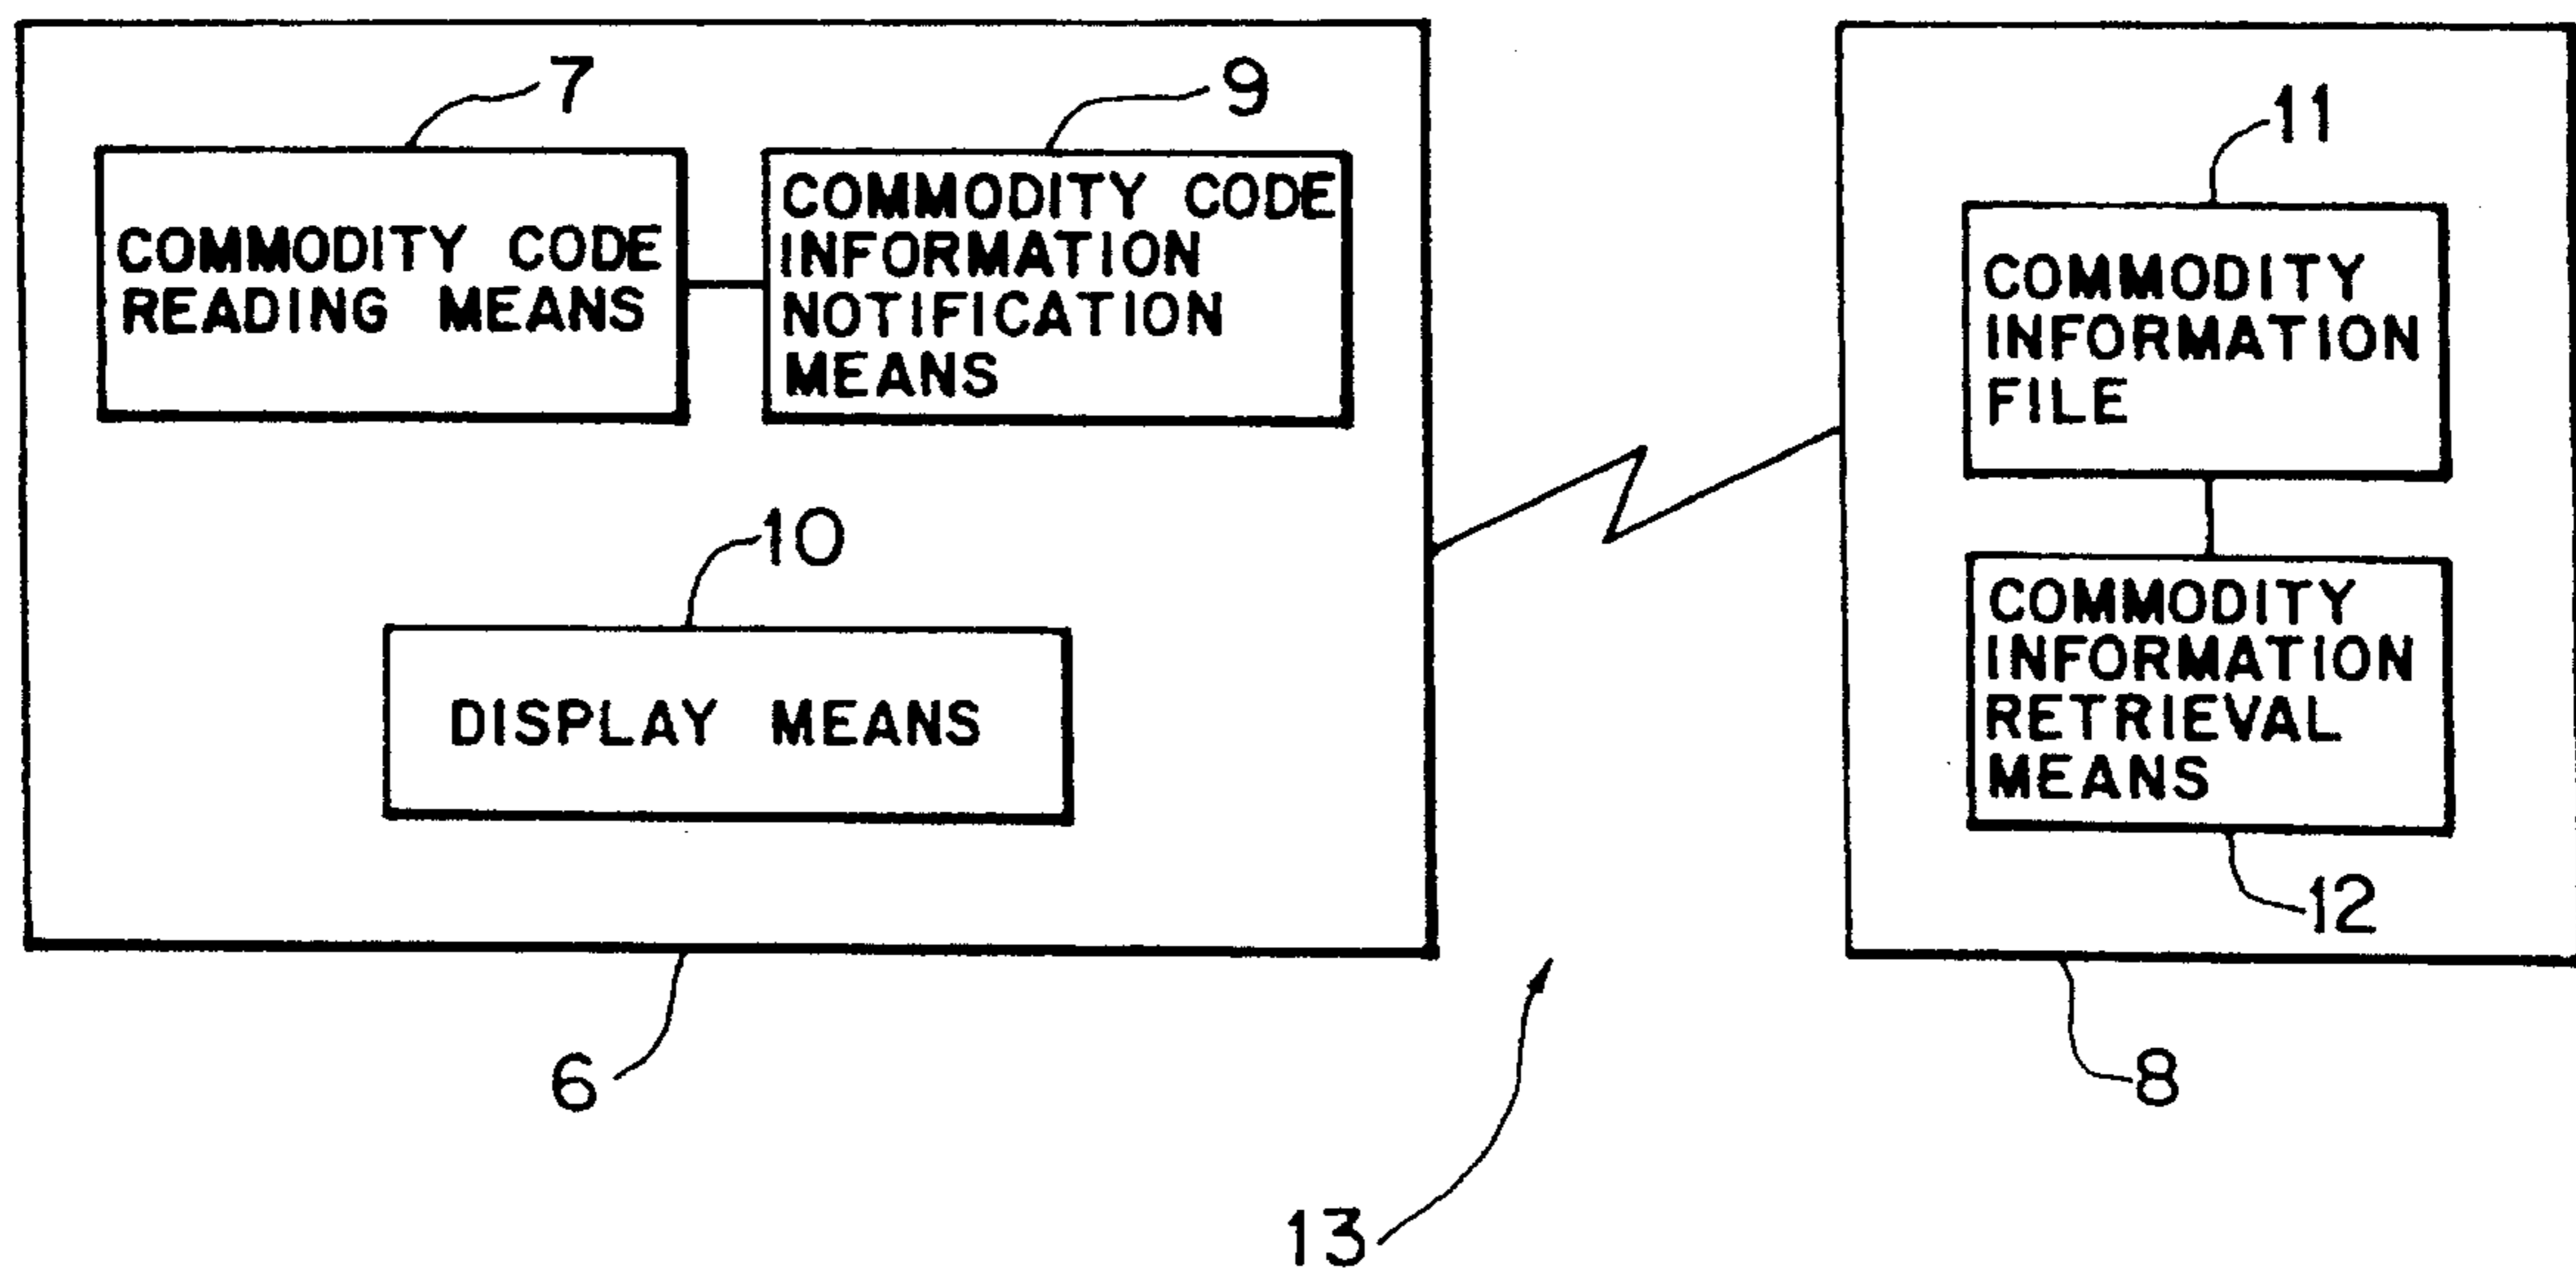 7
9
COMMODITY CODE
READING MEANS
COMMODITY CODE
INFORMATION
NOTIFICATION
MEANS
10
DISPLAY MEANS
6
11
COMMODITY
INFORMATION
FILE
COMMODITY
INFORMATION
RETRIEVAL
MEANS
12
8
13